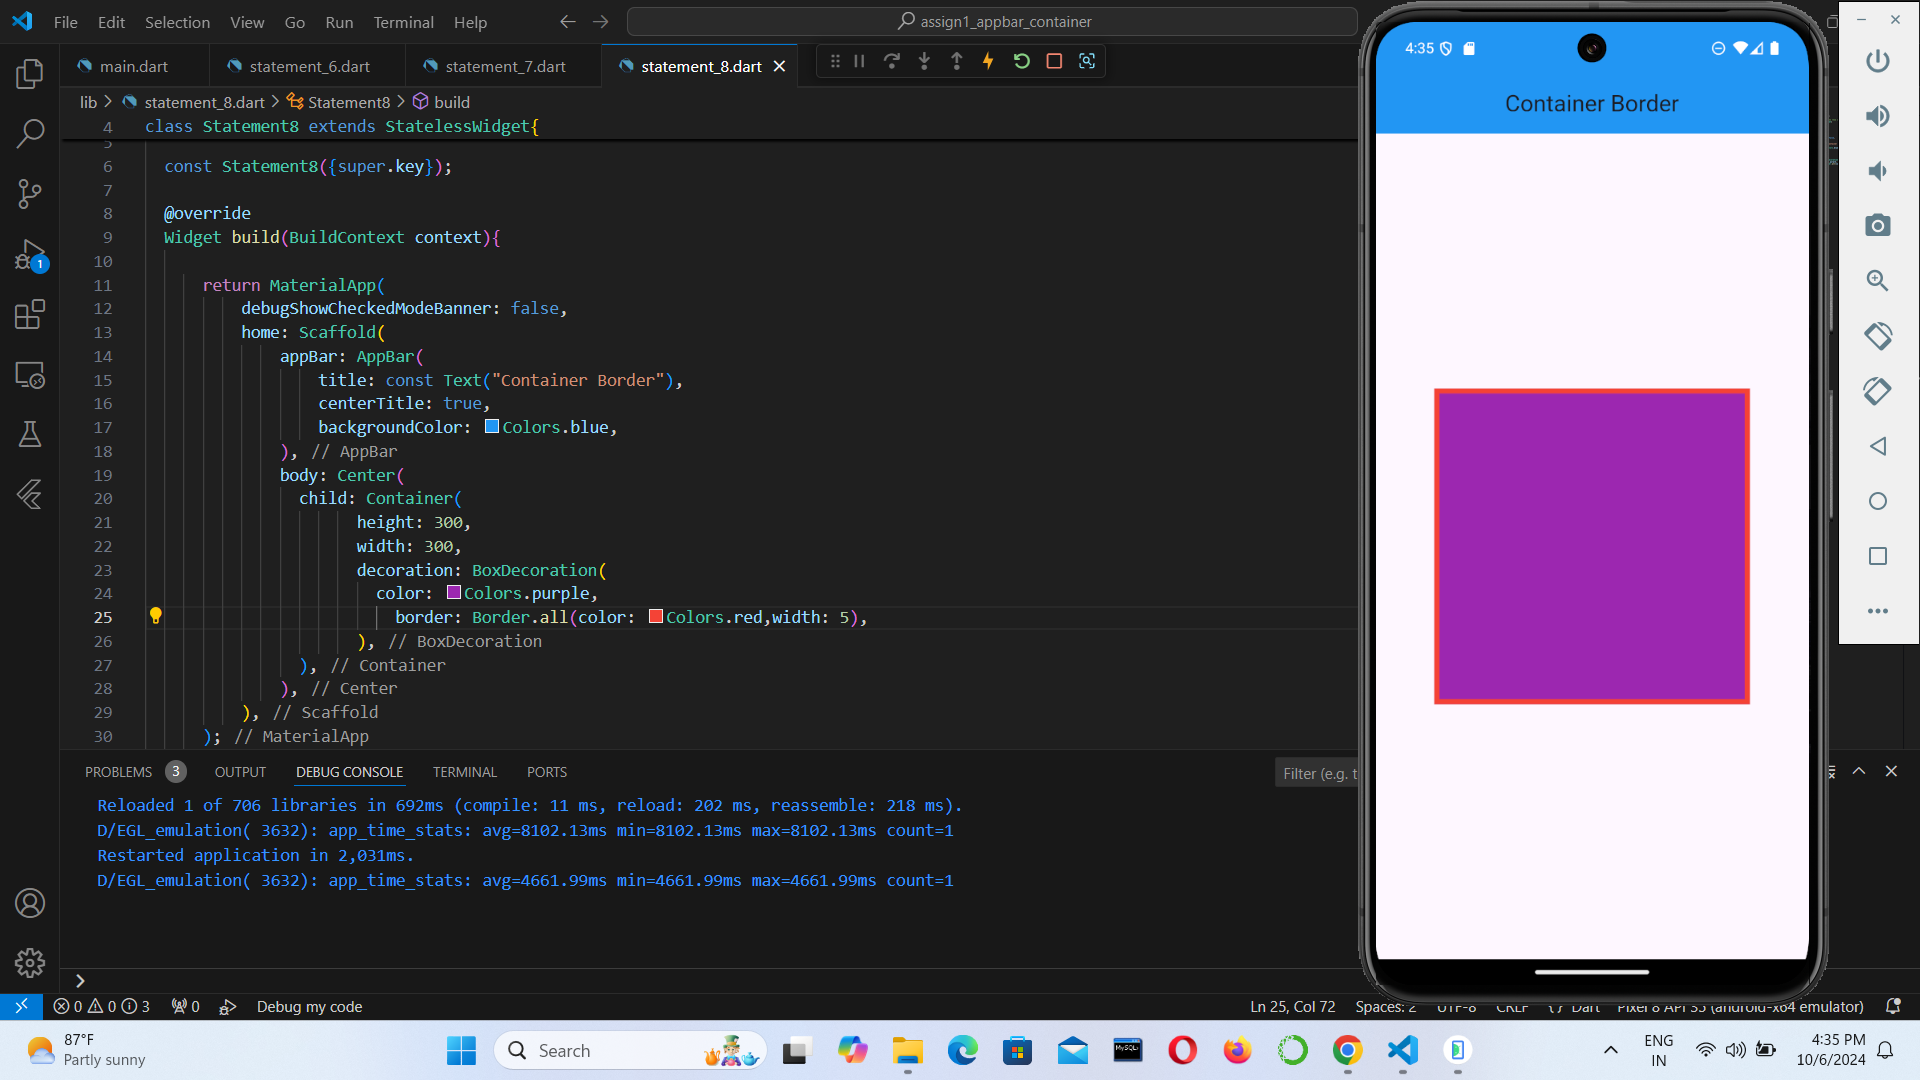 File Edit Selection View Go Run Terminal Help
assign1_appbar_container
main.dart statement_6.dart statement_7.dart statement_8.dart
lib > statement_8.dart > Statement8 > build
4 class Statement8 extends StatelessWidget{
5
6 const Statement8({super.key});
7
8 @override
9 Widget build(BuildContext context){
10
11 return MaterialApp(
12 debugShowCheckedModeBanner: false,
13 home: Scaffold(
14 appBar: AppBar(
15 title: const Text("Container Border"),
16 centerTitle: true,
17 backgroundColor: Colors.blue,
18 ), // AppBar
19 body: Center(
20 child: Container(
21 height: 300,
22 width: 300,
23 decoration: BoxDecoration(
24 color: Colors.purple,
25 border: Border.all(color: Colors.red,width: 5),
26 ), // BoxDecoration
27 ), // Container
28 ), // Center
29 ), // Scaffold
30 ); // MaterialApp
PROBLEMS 3 OUTPUT DEBUG CONSOLE TERMINAL PORTS
Filter (e.g. t
Reloaded 1 of 706 libraries in 692ms (compile: 11 ms, reload: 202 ms, reassemble: 218 ms).
D/EGL_emulation( 3632): app_time_stats: avg=8102.13ms min=8102.13ms max=8102.13ms count=1
Restarted application in 2,031ms.
D/EGL_emulation( 3632): app_time_stats: avg=4661.99ms min=4661.99ms max=4661.99ms count=1
1
0 0 3 0 Debug my code
Ln 25, Col 72 Spaces: 2 UTF-8 CRLF {} Dart Pixel 8 API 35 (android-x64 emulator)
4:35
Container Border
87°F
Partly sunny
Search
MySQL
ENG
IN
4:35 PM
10/6/2024